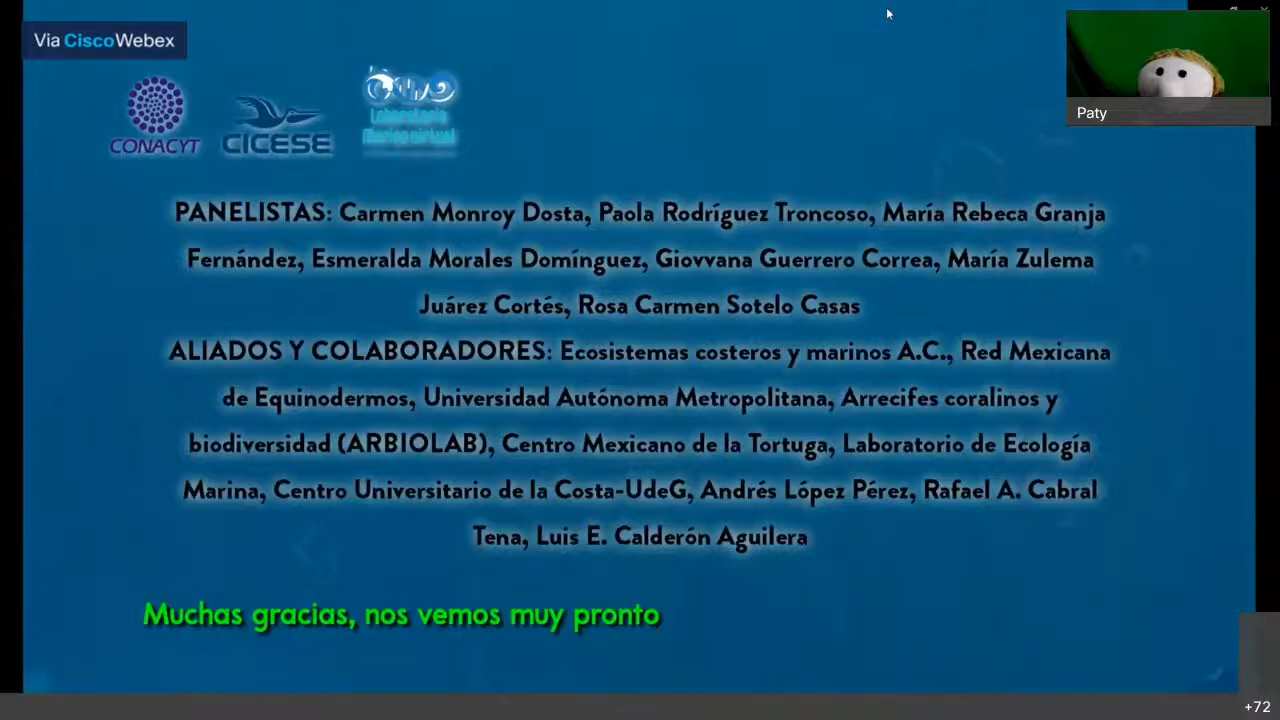 Via CiscoWebex
CONACYT
CICESE
Laboratorio
Paty
PANELISTAS: Carmen Monroy Dosta, Paola Rodríguez Troncoso, María Rebeca Granja
Fernández, Esmeralda Morales Domínguez, Giovvana Guerrero Correa, María Zulema
Juárez Cortés, Rosa Carmen Sotelo Casas
ALIADOS Y COLABORADORES: Ecosistemas costeros y marinos A.C., Red Mexicana
de Equinodermos, Universidad Autónoma Metropolitana, Arrecifes coralinos y
biodiversidad (ARBIOLAB), Centro Mexicano de la Tortuga, Laboratorio de Ecología
Marina, Centro Universitario de la Costa-UdeG, Andrés López Pérez, Rafael A. Cabral
Tena, Luis E. Calderón Aguilera
Muchas gracias, nos vemos muy pronto
+72